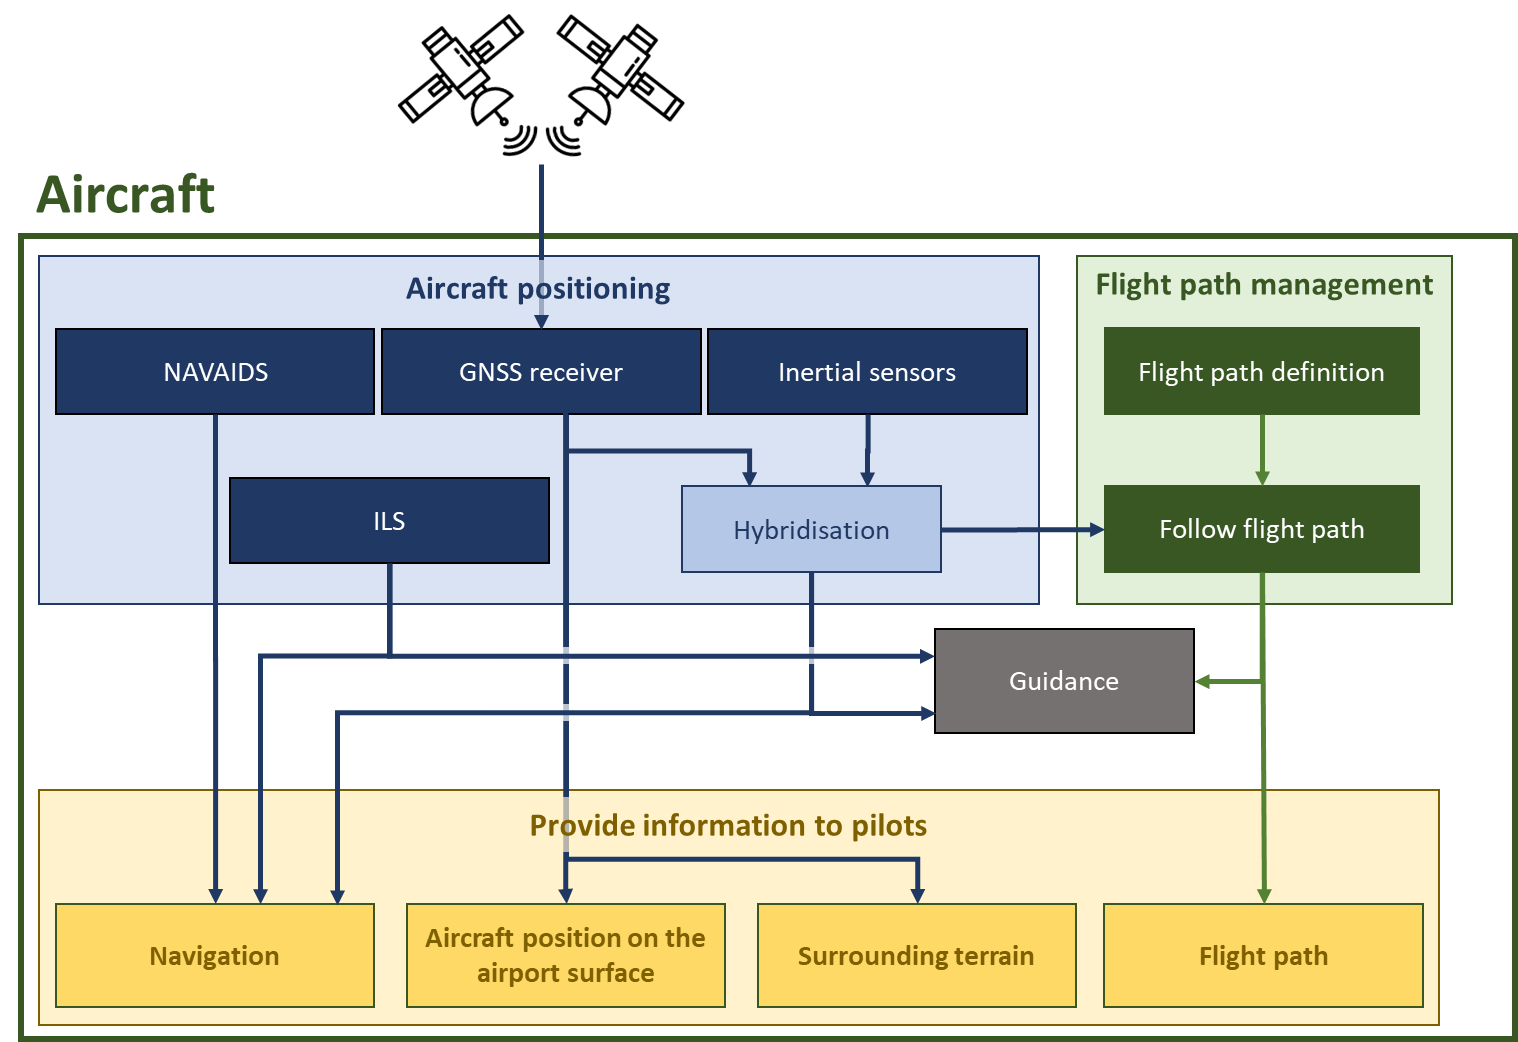 Aircraft
Aircraft positioning
Flight path management
NAVAIDS
GNSS receiver
Inertial sensors
Flight path definition
ILS
Hybridisation
Follow flight path
Guidance
Provide information to pilots
Navigation
Aircraft position on the
airport surface
Surrounding terrain
Flight path